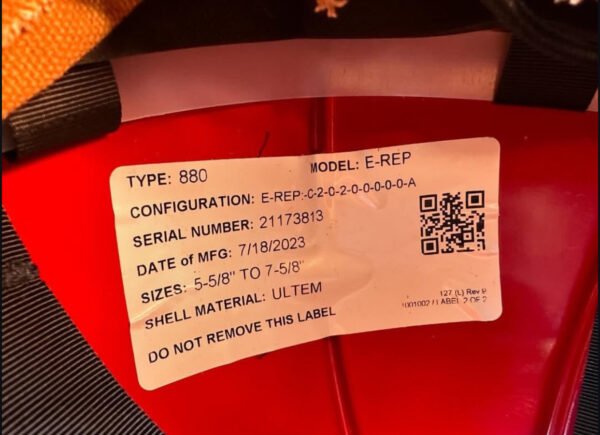 TYPE: 880 MODEL: E-REP
CONFIGURATION: E-REP-C-2-0-2-0-0-0-0-0-A
SERIAL NUMBER: 21173813
DATE of MFG: 7/18/2023
SIZES: 5-5/8" TO 7-5/8"
SHELL MATERIAL: ULTEM
DO NOT REMOVE THIS LABEL
127 (L) Rev
LABEL 2 OF 2